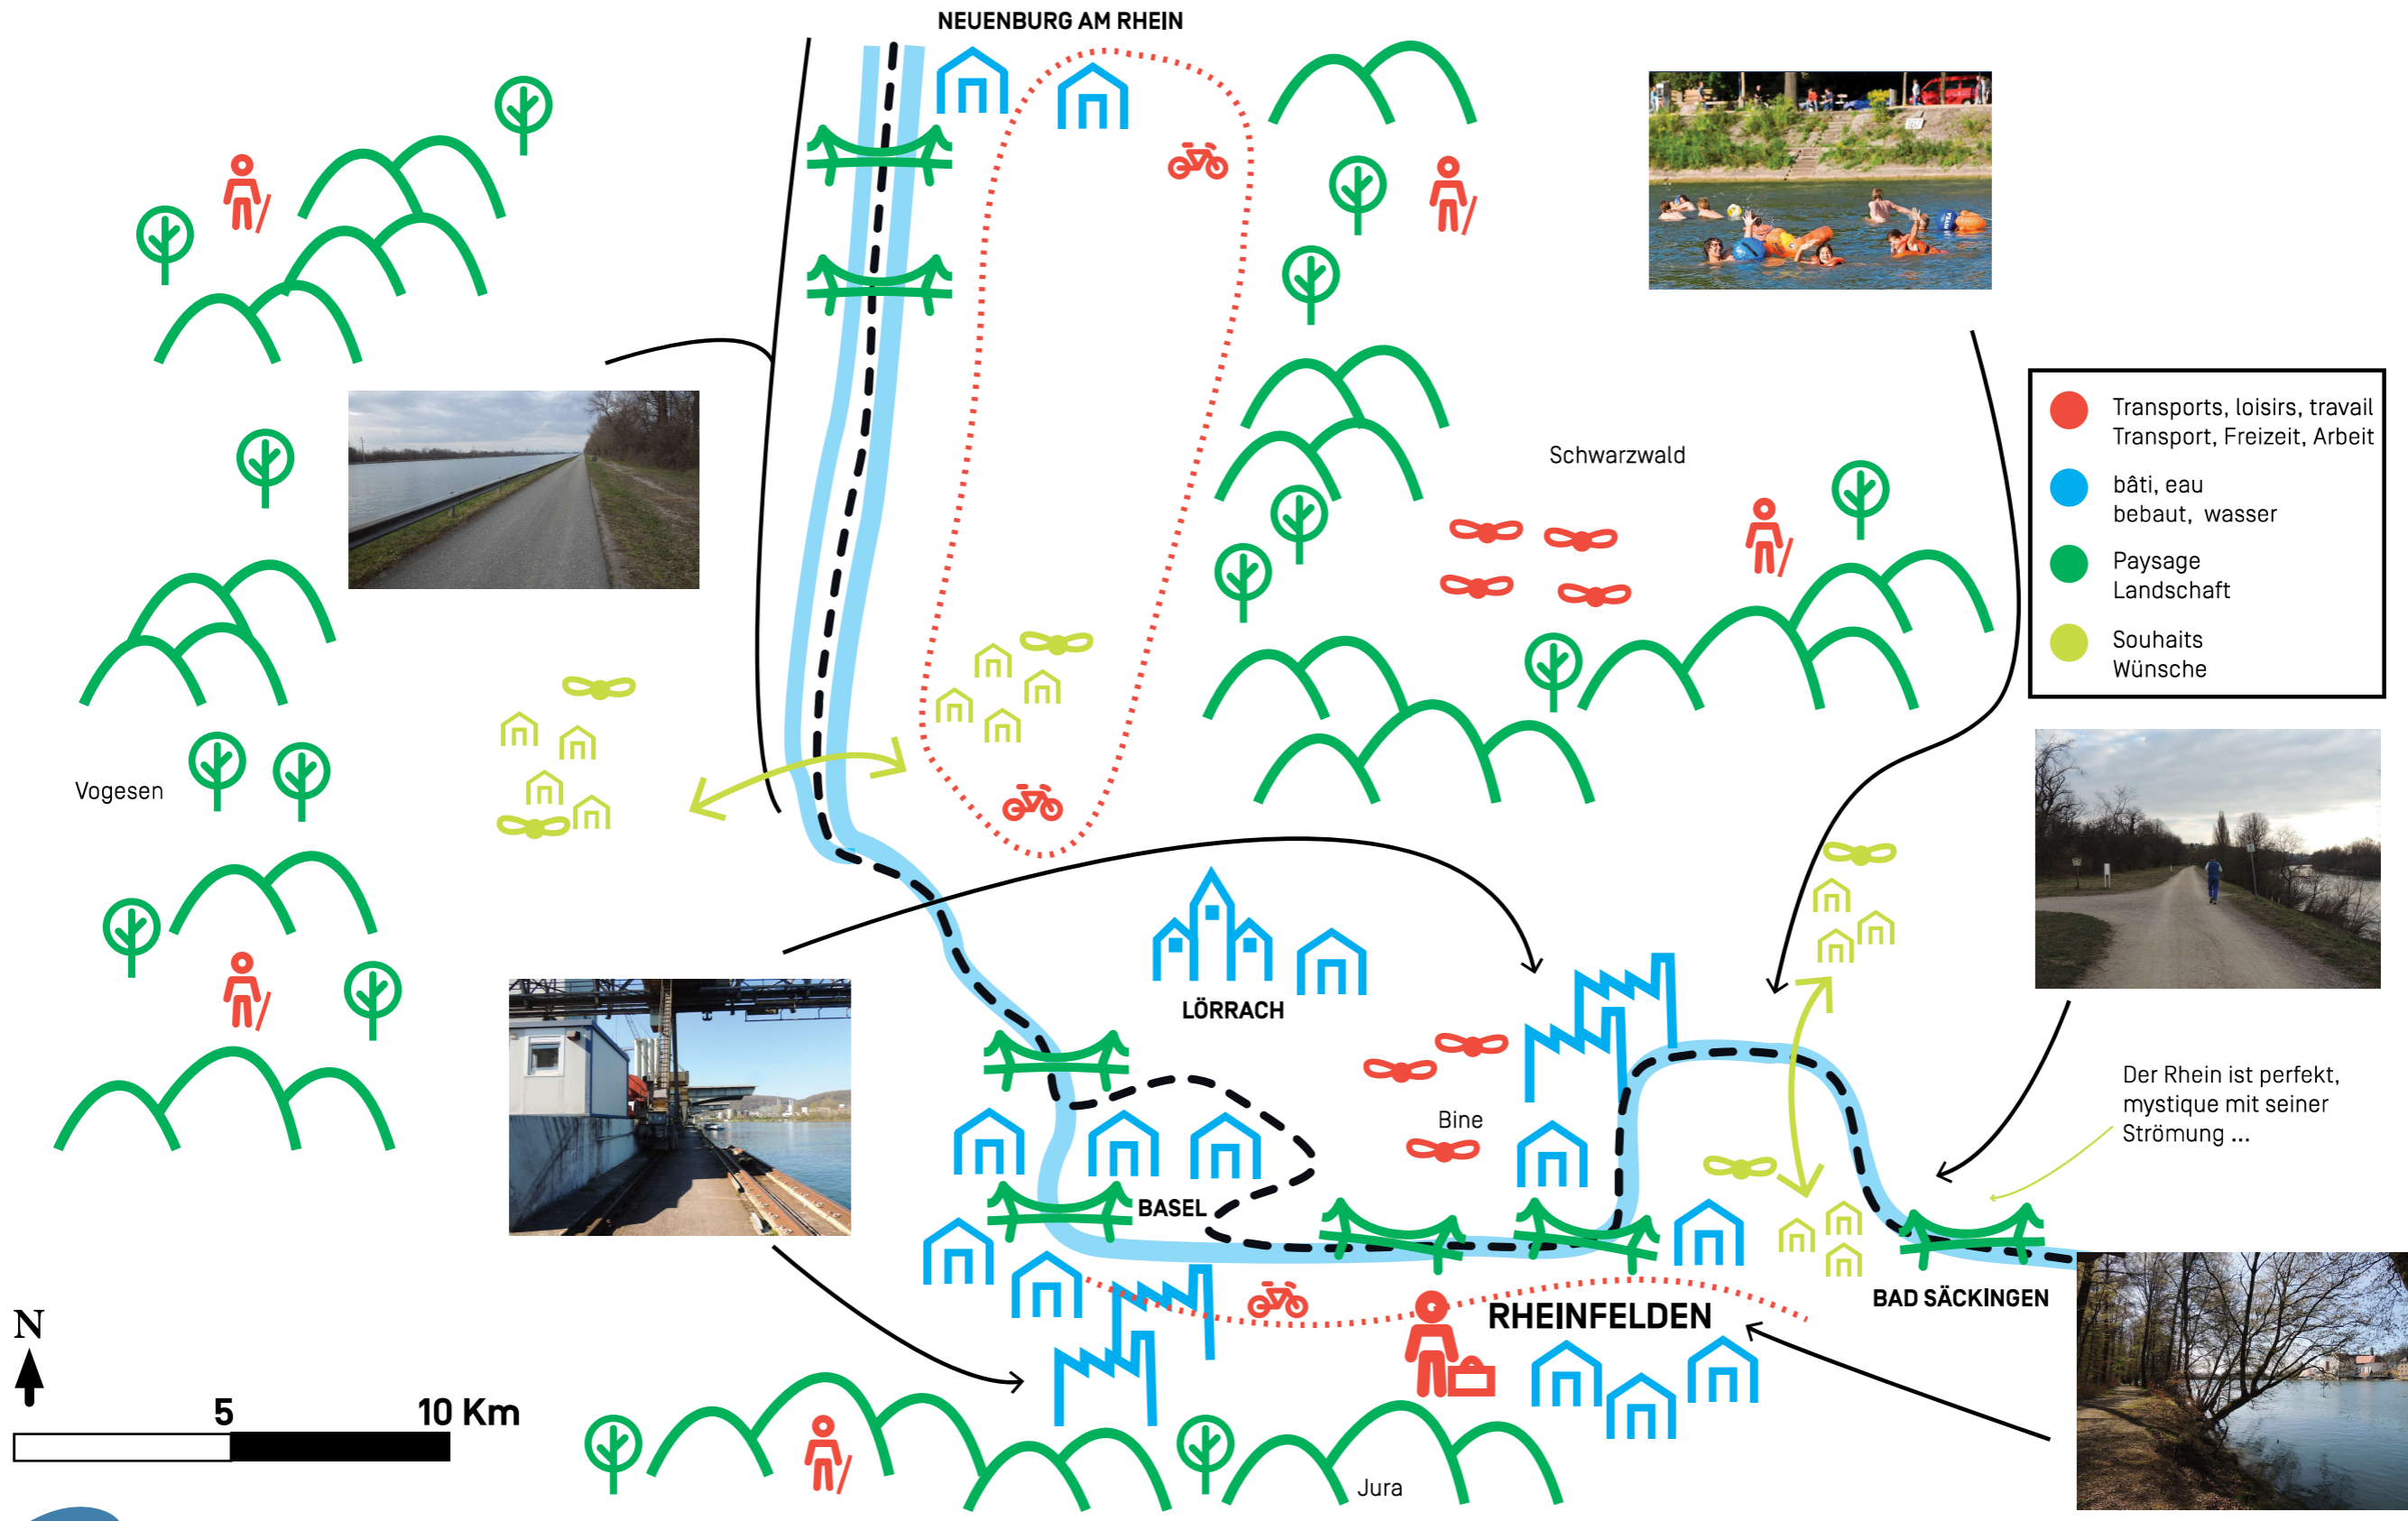 NEUENBURG AM RHEIN
Transports, loisirs, travail
Transport, Freizeit, Arbeit
bâti, eau
bebaut, wasser
Paysage
Landschaft
Souhaits
Wünsche
Schwarzwald
Vogesen
LÖRRACH
Der Rhein ist perfekt,
mystique mit seiner
Strömung ...
Bine
BASEL
BAD SÄCKINGEN
RHEINFELDEN
N
5
10 Km
Jura